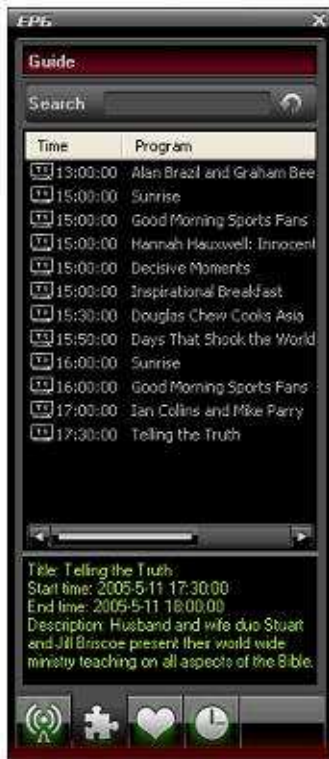 EPG
Guide
Search
Time Program
13:00:00 Alan Brazil and Graham Bee
15:00:00 Sunrise
15:00:00 Good Morning Sports Fans
15:00:00 Hannah Hauxwell: Innocent
15:00:00 Decisive Moments
15:00:00 Inspirational Breakfast
15:30:00 Douglas Chew Cooks Asia
15:50:00 Days That Shook the World
16:00:00 Sunrise
16:00:00 Good Morning Sports Fans
17:00:00 Ian Collins and Mike Parry
17:30:00 Telling the Truth
Title: Telling the Truth
Start time: 2005-5-11 17:30:00
End time: 2005-5-11 18:00:00
Description: Husband and wife duo Stuart
and Jill Briscoe present their world wide
ministry teaching on all aspects of the Bible.